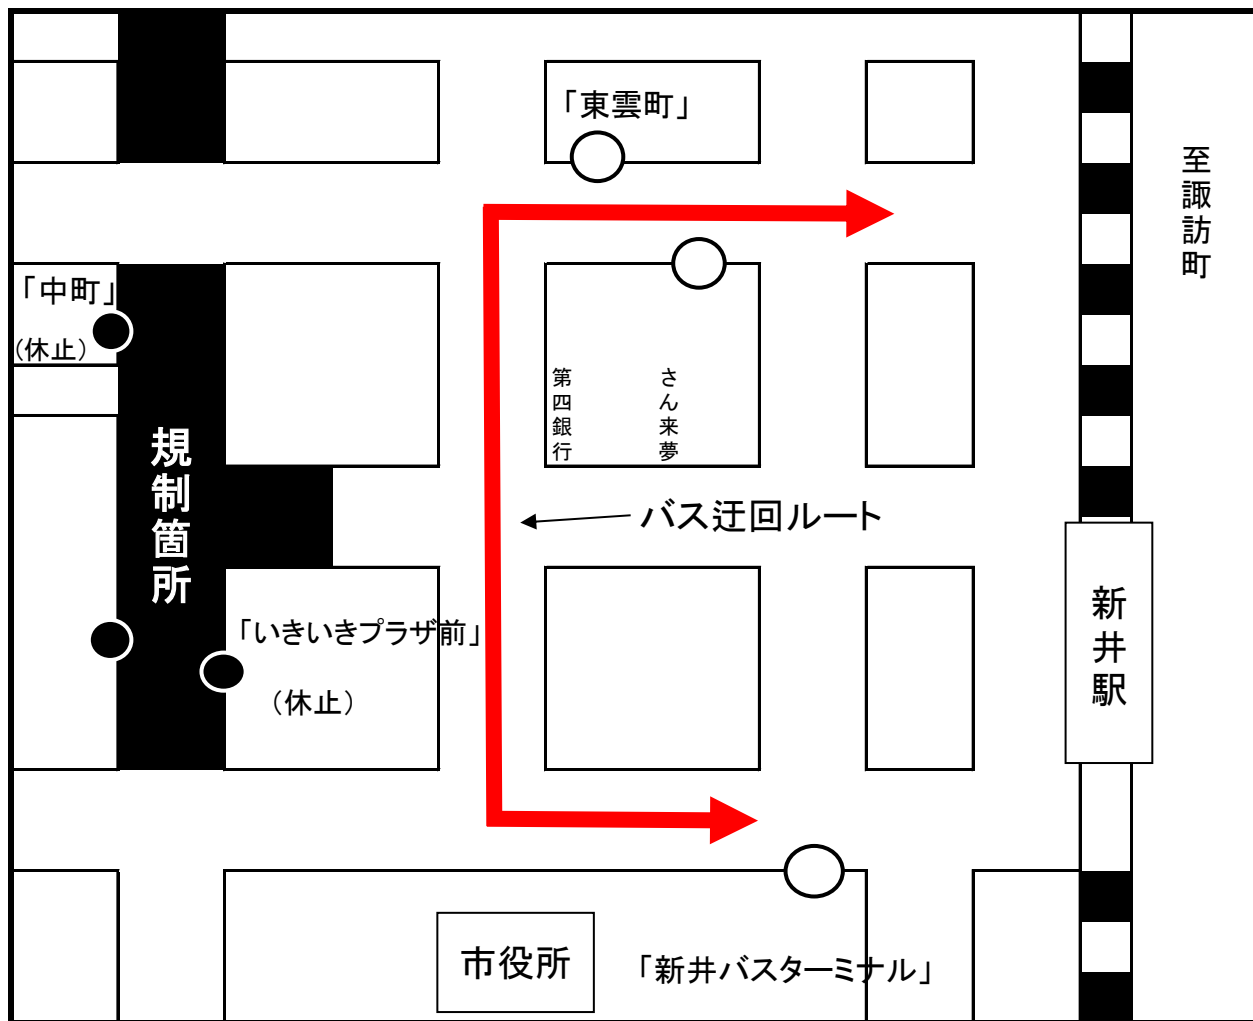 「東雲町」
至諏訪町
「中町」
（休止）
第四銀行
さん来夢
規制箇所
バス迂回ルート
新井駅
「いきいきプラザ前」
（休止）
市役所
「新井バスターミナル」